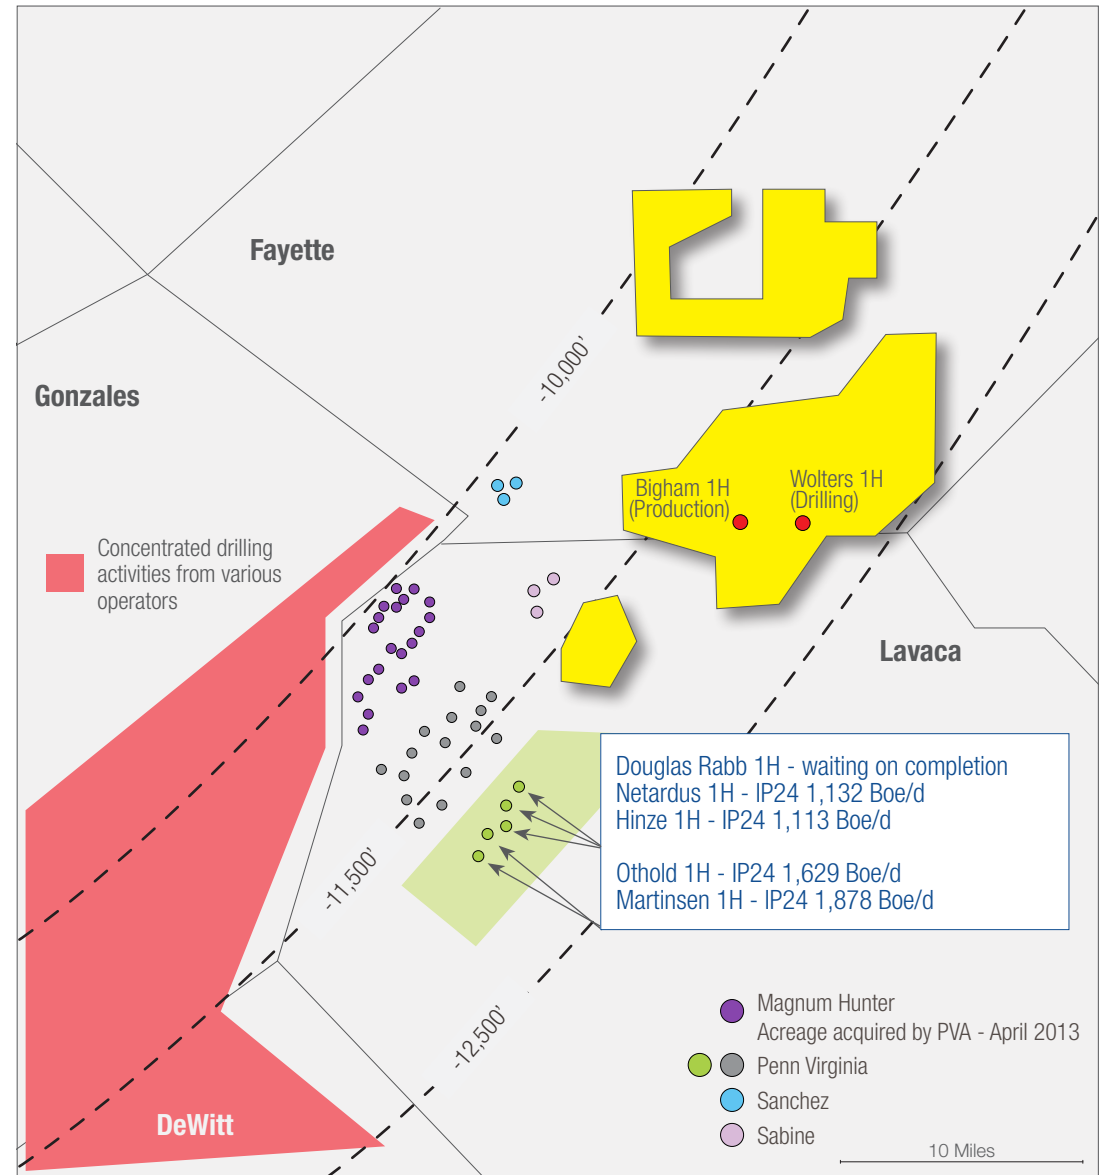 Fayette
-10,000'
Gonzales
Bigham 1H
(Production)
Wolters 1H
(Drilling)
Concentrated drilling
activities from various
operators
Lavaca
Douglas Rabb 1H - waiting on completion
Netardus 1H - IP24 1,132 Boe/d
Hinze 1H - IP24 1,113 Boe/d
Othold 1H - IP24 1,629 Boe/d
Martinsen 1H - IP24 1,878 Boe/d
-11,500'
-12,500'
Magnum Hunter
Acreage acquired by PVA - April 2013
Penn Virginia
Sanchez
Sabine
DeWitt
10 Miles